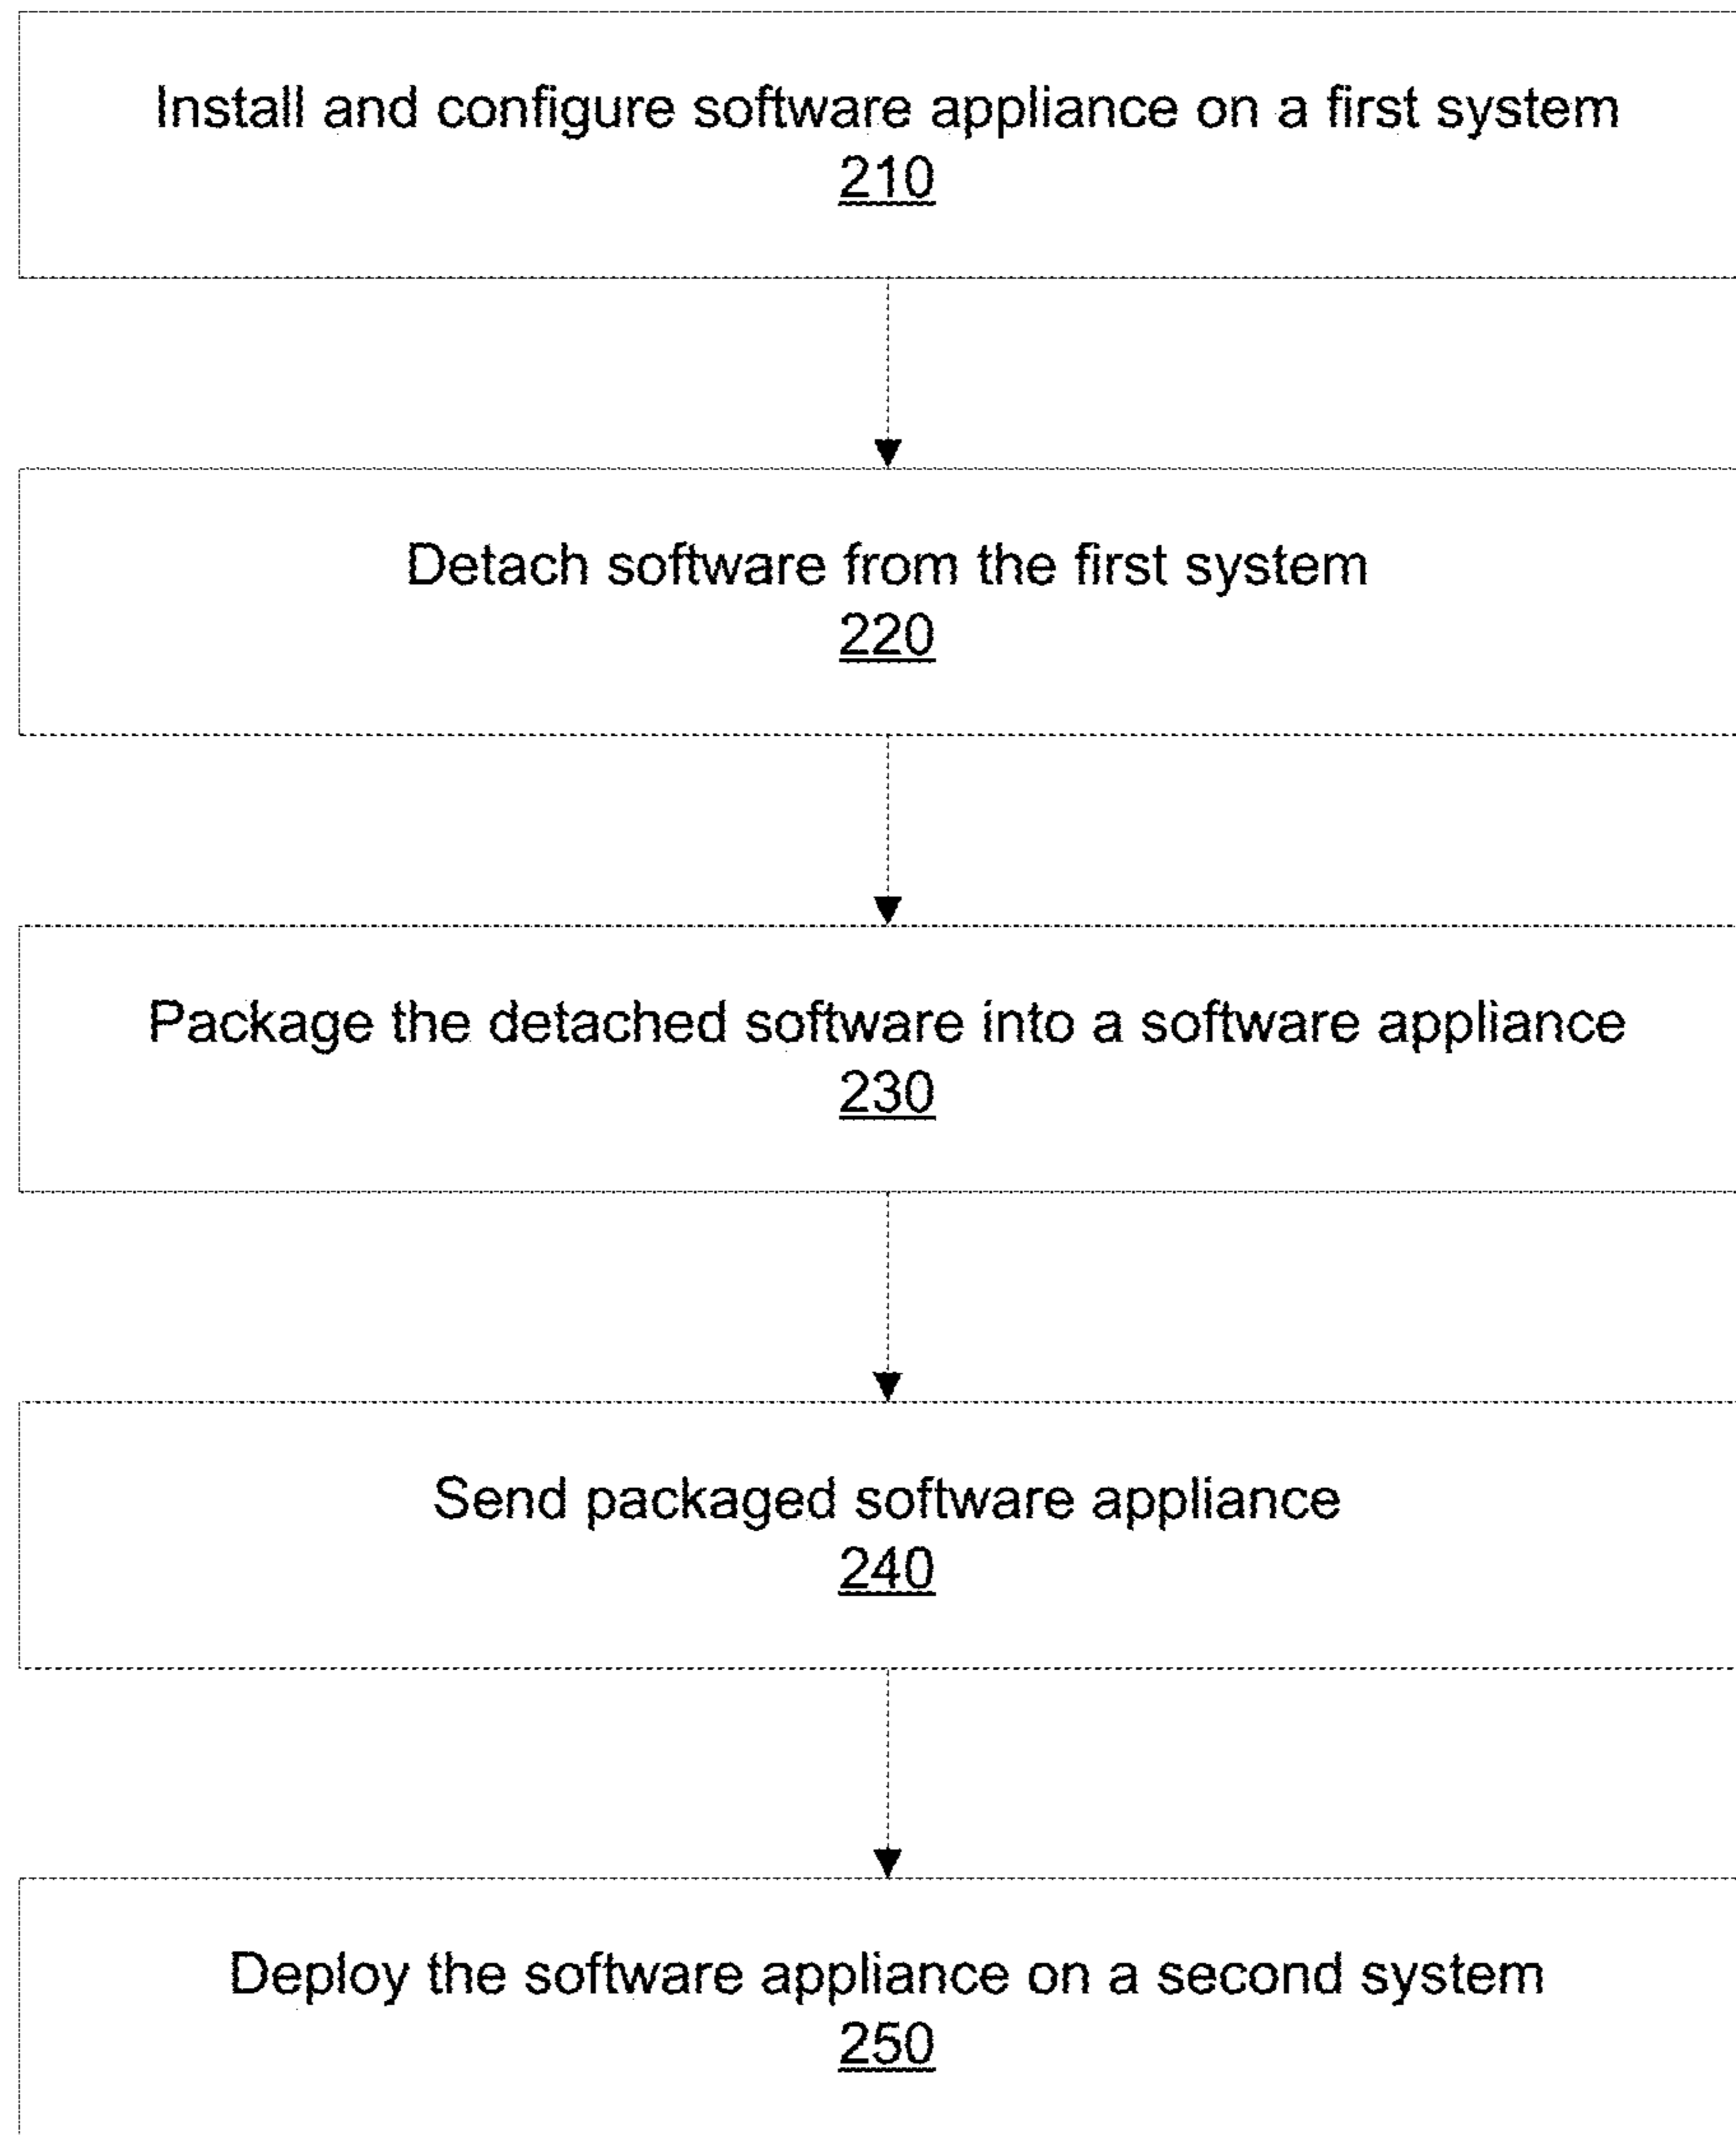 Install and configure software appliance on a first system
210
Detach software from the first system
220
Package the detached software into a software appliance
230
Send packaged software appliance
240
Deploy the software appliance on a second system
250